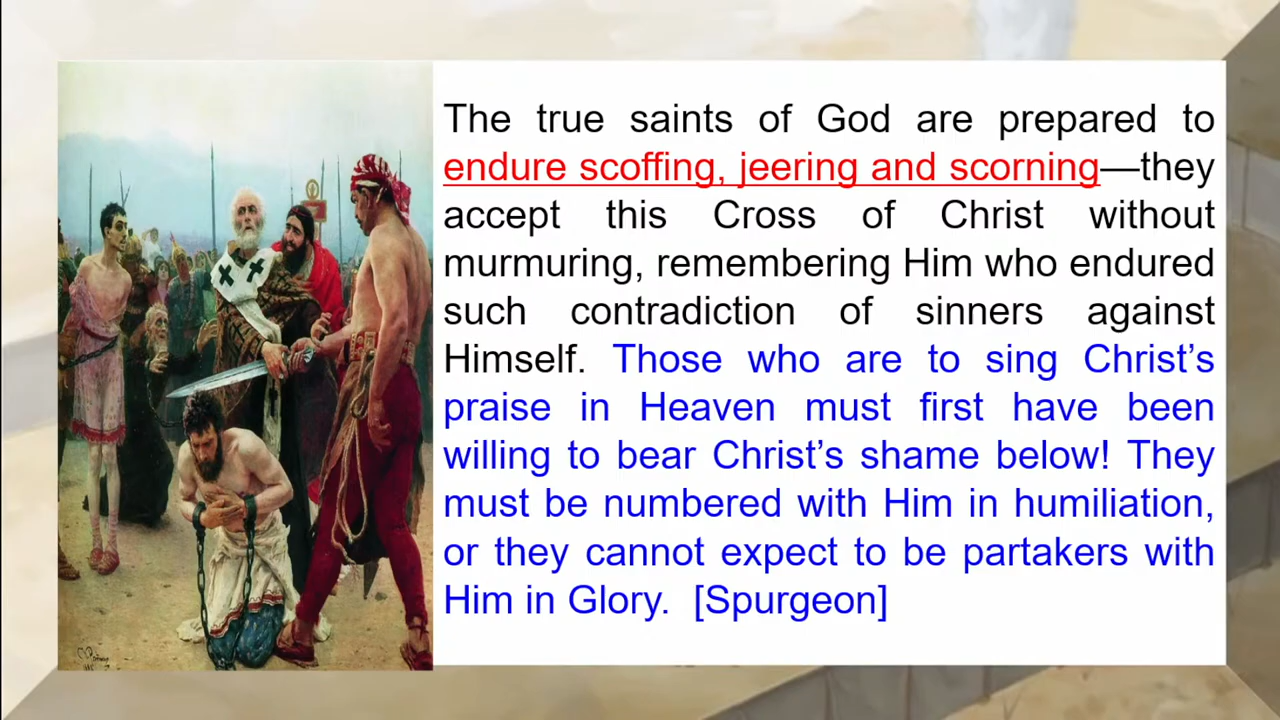 The true saints of God are prepared to
endure scoffing, jeering and scorning—they
accept this Cross of Christ without
murmuring, remembering Him who endured
such contradiction of sinners against
Himself. Those who are to sing Christ’s
praise in Heaven must first have been
willing to bear Christ’s shame below! They
must be numbered with Him in humiliation,
or they cannot expect to be partakers with
Him in Glory. [Spurgeon]